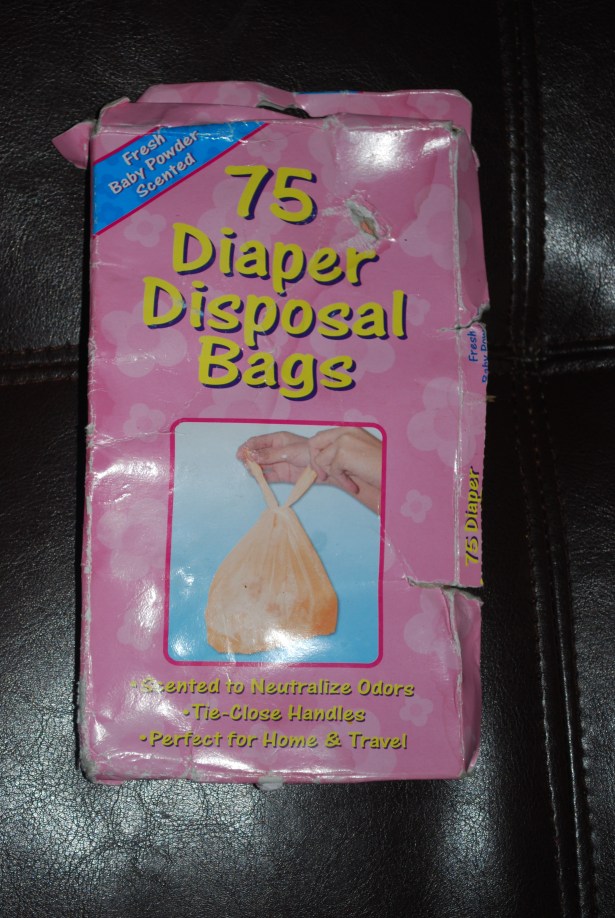 Fresh
Baby Powder
Scented
75
Diaper
Disposal
Bags
•Scented to Neutralize Odors
•Tie-Close Handles
•Perfect for Home & Travel
Fresh
75 Diaper